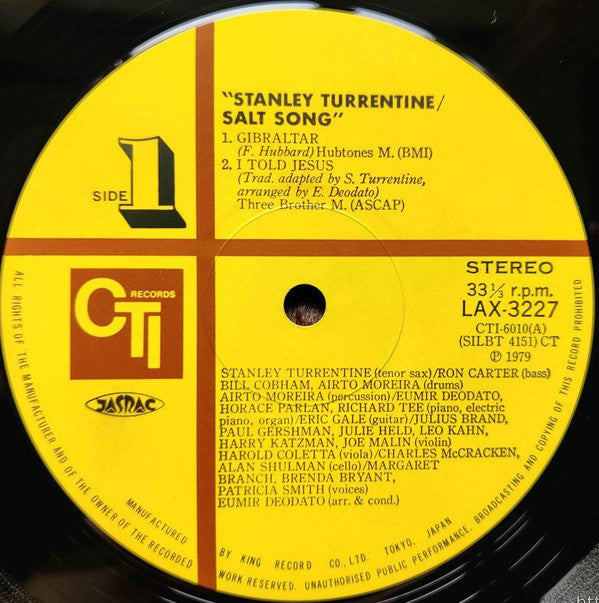 "STANLEY TURRENTINE/
SALT SONG"
1. GIBRALTAR
(F. Hubbard) Hubtones M. (BMI)
2. I TOLD JESUS
(Trad. adapted by S. Turrentine,
arranged by E. Deodato)
Three Brother M. (ASCAP)
SIDE 1
STEREO
33⅓ r.p.m.
LAX-3227
CTI-6010(A)
(SILBT 4151) CT
℗ 1979
CTI RECORDS
JASRAC
STANLEY TURRENTINE (tenor sax)/RON CARTER (bass)
BILL COBHAM, AIRTO MOREIRA (drums)
AIRTO MOREIRA (percussion)/EUMIR DEODATO,
HORACE PARLAN, RICHARD TEE (piano, electric
piano, organ)/ERIC GALE (guitar)/JULIUS BRAND,
PAUL GERSHMAN, JULIE HELD, LEO KAHN,
HARRY KATZMAN, JOE MALIN (violin)
HAROLD COLETTA (viola)/CHARLES McCRACKEN,
ALAN SHULMAN (cello)/MARGARET
BRANCH, BRENDA BRYANT,
PATRICIA SMITH (voices)
EUMIR DEODATO (arr. & cond.)
MANUFACTURED BY KING RECORD CO., LTD. TOKYO, JAPAN
ALL RIGHTS OF THE MANUFACTURER AND OF THE OWNER OF THE RECORDED WORK RESERVED. UNAUTHORISED PUBLIC PERFORMANCE, BROADCASTING AND COPYING OF THIS RECORD PROHIBITED
htt